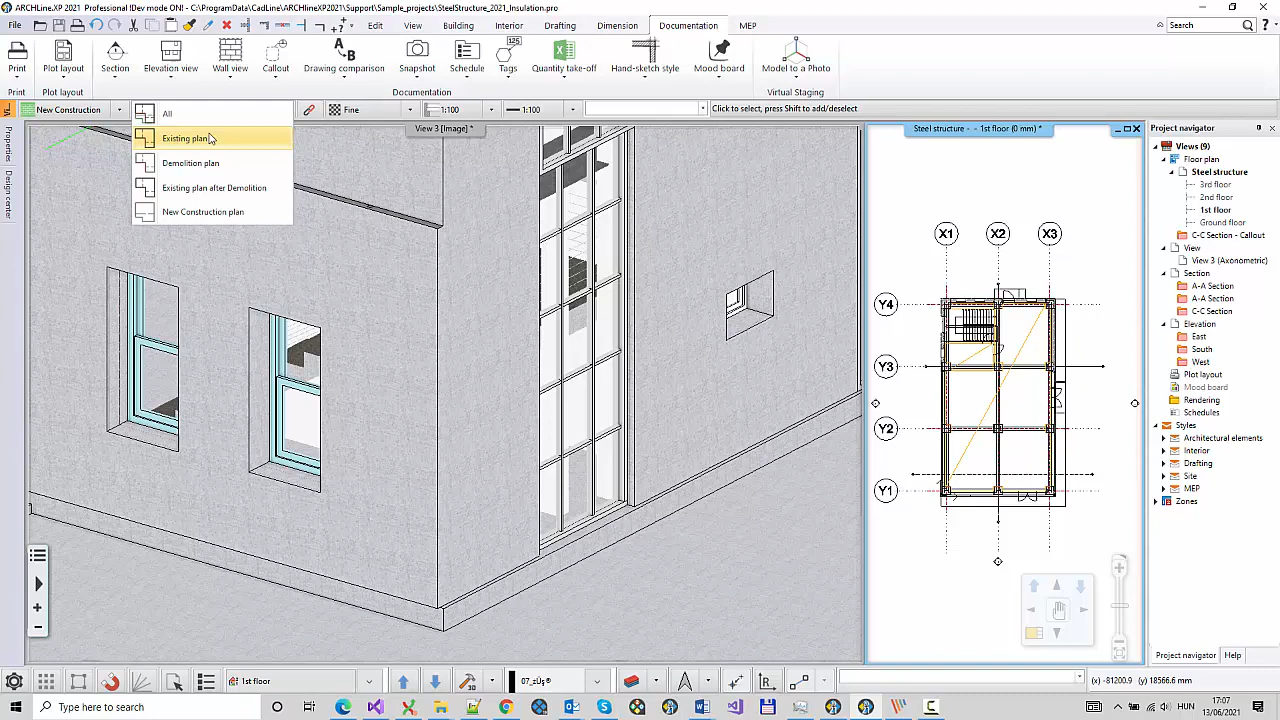 ARCHLine.XP 2021 Professional !Dev mode ON! - C:\ProgramData\CadLine\ARCHLineXP2021\Support\Sample_projects\SteelStructure_2021_Insulation.pro
File Edit View Building Interior Drafting Dimension Documentation MEP Search
Print Plot layout Section Elevation view Wall view Callout Drawing comparison Snapshot Schedule Tags Quantity take-off Hand-sketch style Mood board Model to a Photo
Print Plot layout Documentation Virtual Staging
New Construction Fine 1:100 1:100 Click to select, press Shift to add/deselect
All
Existing plan
Demolition plan
Existing plan after Demolition
New Construction plan
Properties
Design center
View 3 [Image] *
Steel structure - - 1st floor (0 mm) *
X1 X2 X3
Y4
Y3
Y2
Y1
Project navigator
Views (9)
Floor plan
Steel structure
3rd floor
2nd floor
1st floor
Ground floor
C-C Section - Callout
View
View 3 (Axonometric)
Section
A-A Section
A-A Section
C-C Section
Elevation
East
South
West
Plot layout
Mood board
Rendering
Schedules
Styles
Architectural elements
Interior
Drafting
Site
MEP
Zones
Project navigator Help
1st floor 07_zÜş® (x) -81200.9 (y) 18566.6 mm
Type here to search HUN 17:07
13/06/2021